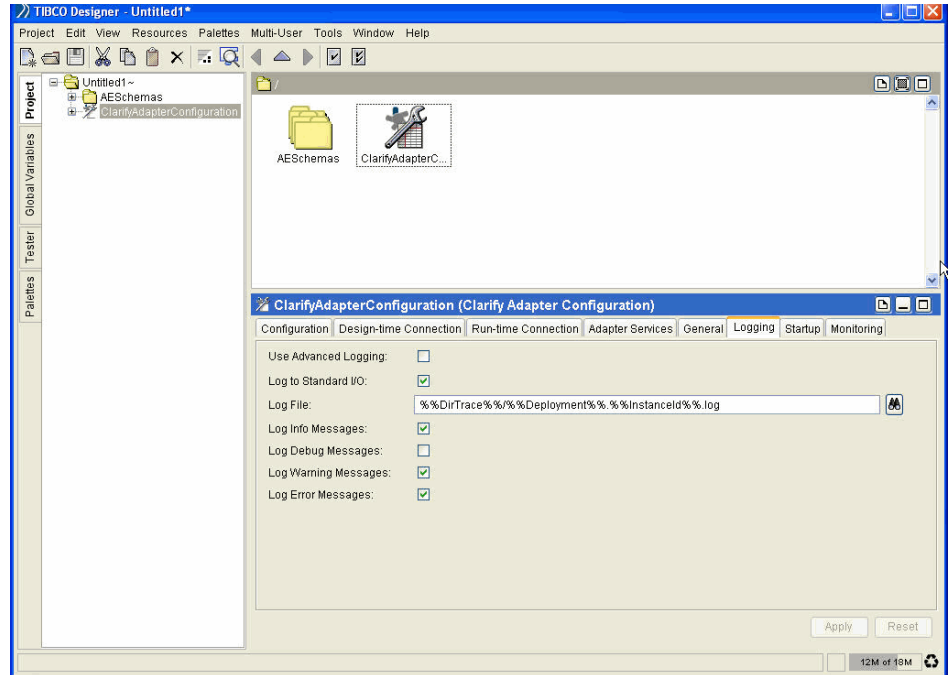 TIBCO Designer - Untitled1*
Project Edit View Resources Palettes Multi-User Tools Window Help
Project
Global Variables
Tester
Palettes
Untitled1~
AESchemas
ClarifyAdapterConfiguration
/
AESchemas
ClarifyAdapterC...
ClarifyAdapterConfiguration (Clarify Adapter Configuration)
Configuration Design-time Connection Run-time Connection Adapter Services General Logging Startup Monitoring
Use Advanced Logging:
Log to Standard I/O:
Log File: %%DirTrace%%/%%Deployment%%.%%InstanceId%%.log
Log Info Messages:
Log Debug Messages:
Log Warning Messages:
Log Error Messages:
Apply Reset
12M of 18M